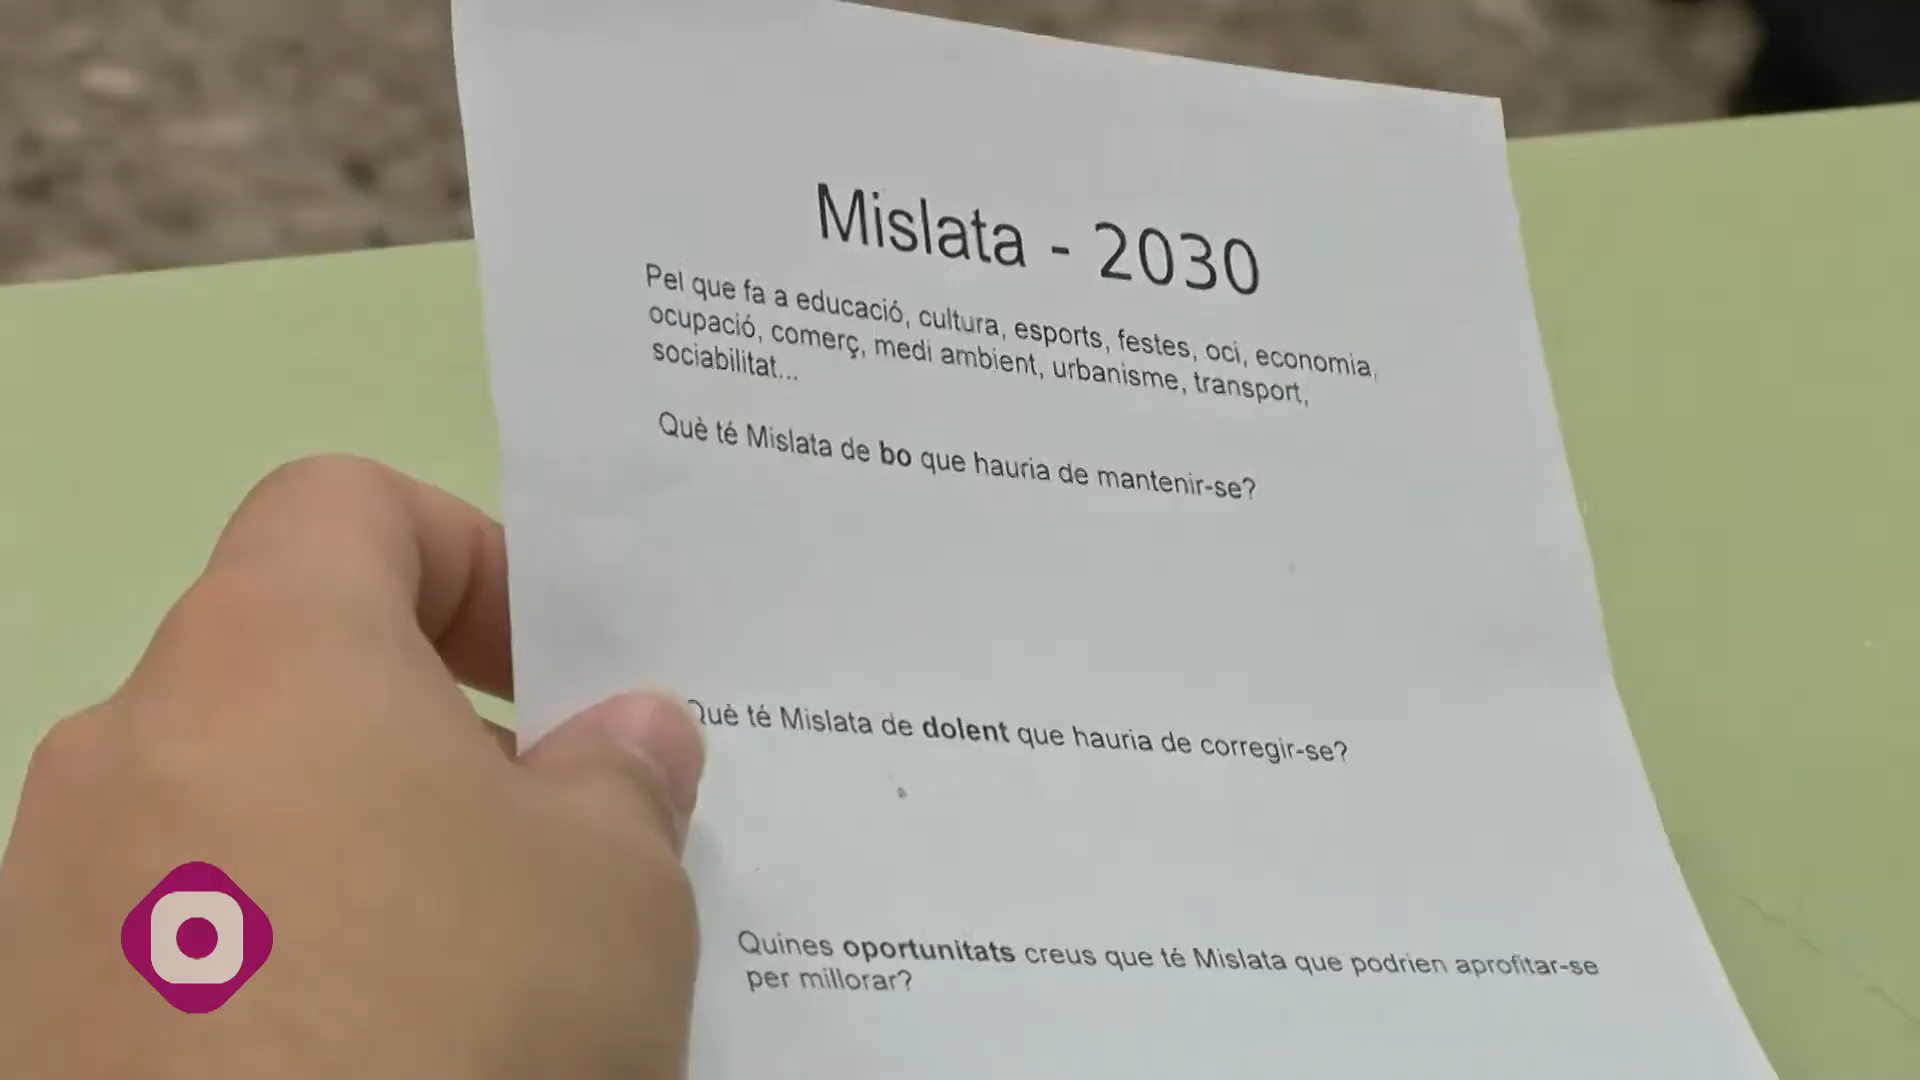 Mislata - 2030
Pel que fa a educació, cultura, esports, festes, oci, economia,
ocupació, comerç, medi ambient, urbanisme, transport,
sociabilitat...
Què té Mislata de bo que hauria de mantenir-se?
Què té Mislata de dolent que hauria de corregir-se?
Quines oportunitats creus que té Mislata que podrien aprofitar-se
per millorar?